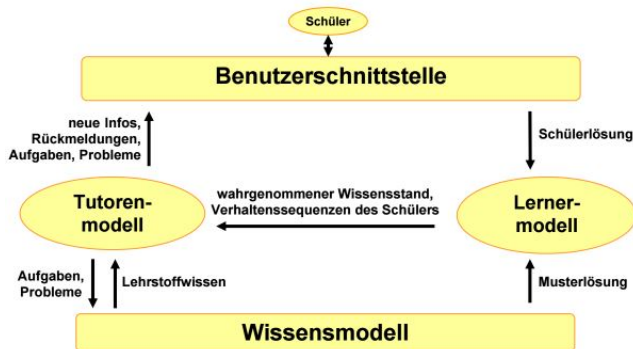 Schüler
Benutzerschnittstelle
neue Infos,
Rückmeldungen,
Aufgaben, Probleme
Schülerlösung
wahrgenommener Wissensstand,
Verhaltenssequenzen des Schülers
Tutoren-
modell
Lerner-
modell
Aufgaben,
Probleme
Lehrstoffwissen
Musterlösung
Wissensmodell